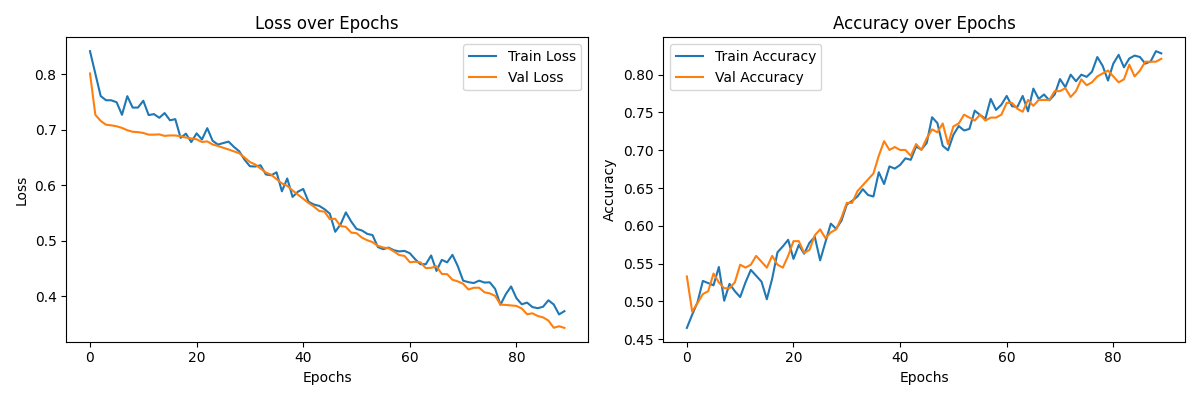 Loss over Epochs
Train Loss
Val Loss
0.8
0.7
0.6
0.5
0.4
Loss
0
20
40
60
80
Epochs
Accuracy over Epochs
Train Accuracy
Val Accuracy
0.80
0.75
0.70
0.65
0.60
0.55
0.50
0.45
Accuracy
0
20
40
60
80
Epochs